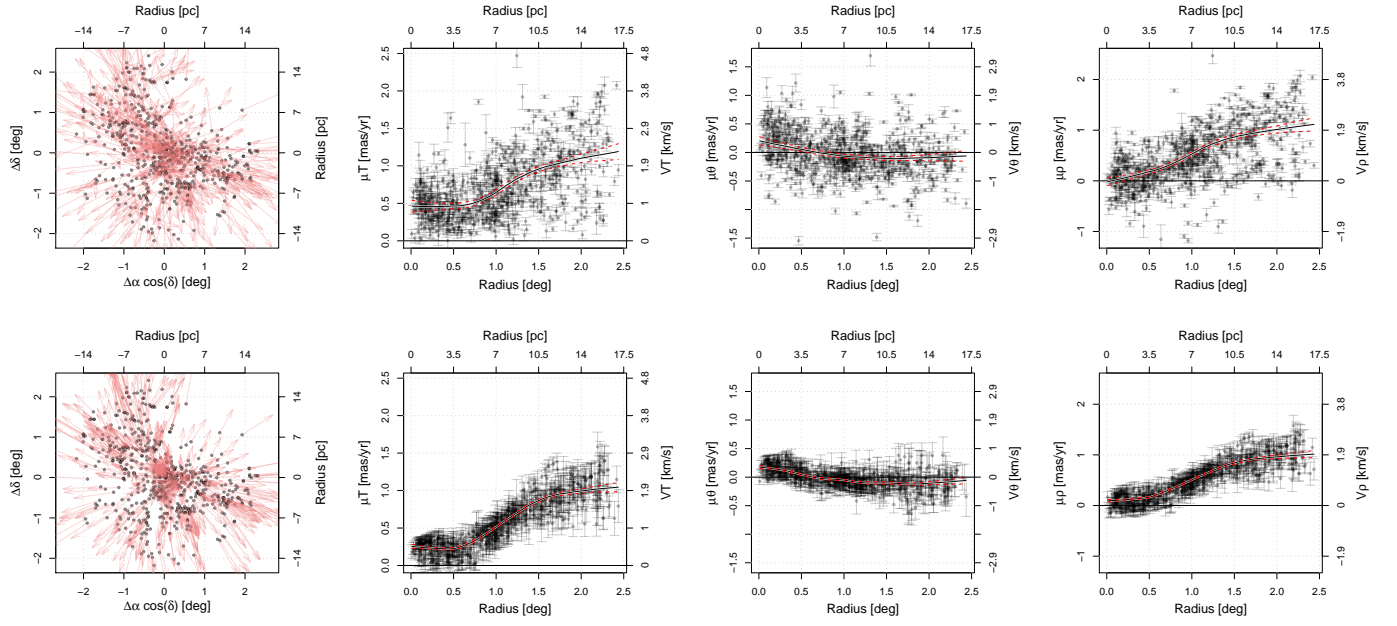 Radius [pc]
−14 −7 0 7 14
Δδ [deg]
2
1
0
−1
−2
14
7
0
−7
−14
Radius [pc]
−2 −1 0 1 2
Δα cos(δ) [deg]
Radius [pc]
0 3.5 7 10.5 14 17.5
μT [mas/yr]
2.5
2.0
1.5
1.0
0.5
0.0
4.8
3.8
2.9
1.9
1
0
VT [km/s]
0.0 0.5 1.0 1.5 2.0 2.5
Radius [deg]
Radius [pc]
0 3.5 7 10.5 14 17.5
μθ [mas/yr]
1.5
1.0
0.5
0.0
−0.5
−1.5
2.9
1.9
1
0
−1
−2.9
Vθ [km/s]
0.0 0.5 1.0 1.5 2.0 2.5
Radius [deg]
Radius [pc]
0 3.5 7 10.5 14 17.5
μρ [mas/yr]
2
1
0
−1
3.8
1.9
0
−1.9
Vρ [km/s]
0.0 0.5 1.0 1.5 2.0 2.5
Radius [deg]
Radius [pc]
−14 −7 0 7 14
Δδ [deg]
2
1
0
−1
−2
14
7
0
−7
−14
Radius [pc]
−2 −1 0 1 2
Δα cos(δ) [deg]
Radius [pc]
0 3.5 7 10.5 14 17.5
μT [mas/yr]
2.5
2.0
1.5
1.0
0.5
0.0
4.8
3.8
2.9
1.9
1
0
VT [km/s]
0.0 0.5 1.0 1.5 2.0 2.5
Radius [deg]
Radius [pc]
0 3.5 7 10.5 14 17.5
μθ [mas/yr]
1.5
1.0
0.5
0.0
−0.5
−1.5
2.9
1.9
1
0
−1
−2.9
Vθ [km/s]
0.0 0.5 1.0 1.5 2.0 2.5
Radius [deg]
Radius [pc]
0 3.5 7 10.5 14 17.5
μρ [mas/yr]
2
1
0
−1
3.8
1.9
0
−1.9
Vρ [km/s]
0.0 0.5 1.0 1.5 2.0 2.5
Radius [deg]